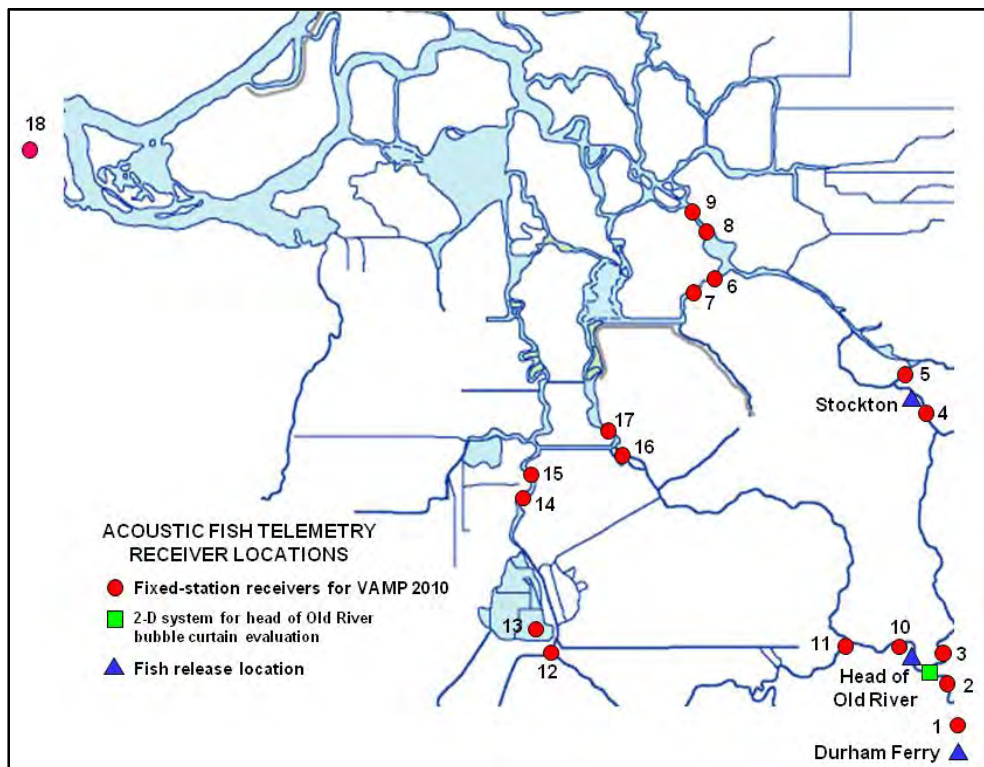 18
9
8
6
7
5
Stockton
4
17
16
15
14
ACOUSTIC FISH TELEMETRY
RECEIVER LOCATIONS
Fixed-station receivers for VAMP 2010
2-D system for head of Old River
bubble curtain evaluation
Fish release location
13
12
11
10
3
Head of
Old River
2
1
Durham Ferry